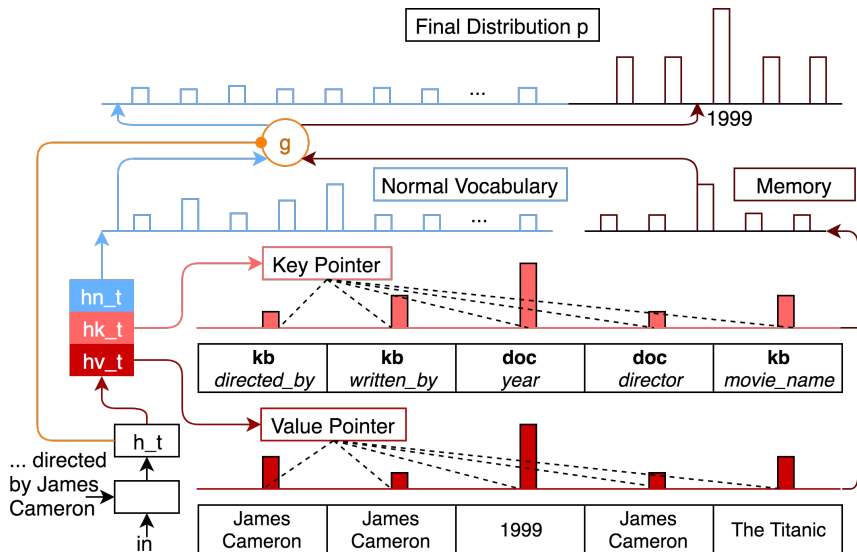 Final Distribution p
...
1999
g
Normal Vocabulary
Memory
...
Key Pointer
hn_t
hk_t
hv_t
kb
directed_by
kb
written_by
doc
year
doc
director
kb
movie_name
Value Pointer
h_t
... directed
by James
Cameron
in
James
Cameron
James
Cameron
1999
James
Cameron
The Titanic